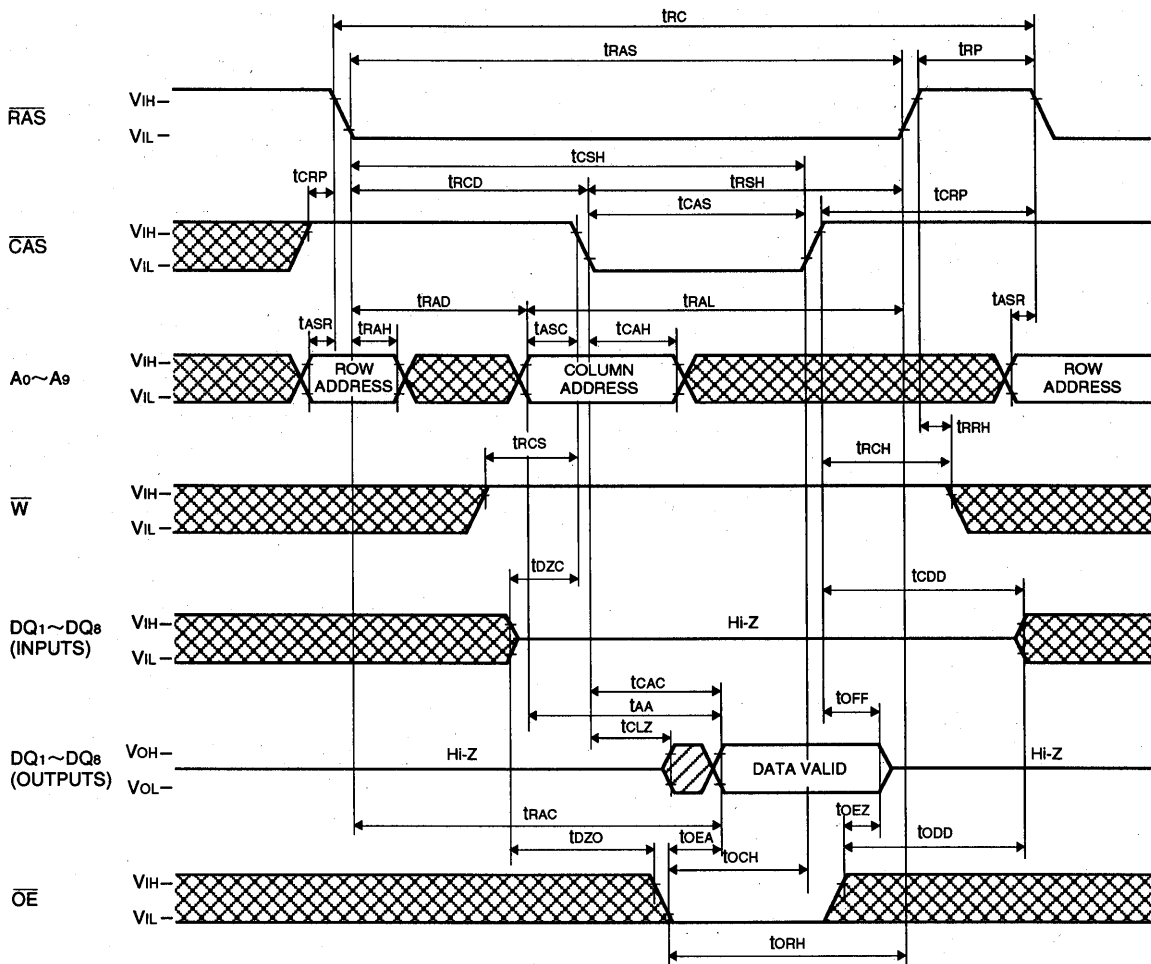 tRC
tRAS
tRP
RAS
VIH
VIL
tCSH
tCRP
tRCD
tRSH
tCAS
tCRP
CAS
VIH
VIL
tRAD
tRAL
tASR
tRAH
tASC
tCAH
tASR
A0~A9
VIH
VIL
ROW ADDRESS
COLUMN ADDRESS
ROW ADDRESS
tRRH
tRCS
tRCH
W
VIH
VIL
tDZC
tCDD
DQ1~DQ8
(INPUTS)
VIH
VIL
Hi-Z
tCAC
tAA
tOFF
tCLZ
DQ1~DQ8
(OUTPUTS)
VOH
VOL
Hi-Z
DATA VALID
Hi-Z
tRAC
tOEZ
tDZO
tOEA
tODD
tOCH
OE
VIH
VIL
tORH